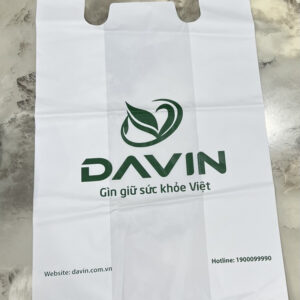 DAVIN
Gìn giữ sức khỏe Việt
Website: davin.com.vn
Hotline: 1900099990